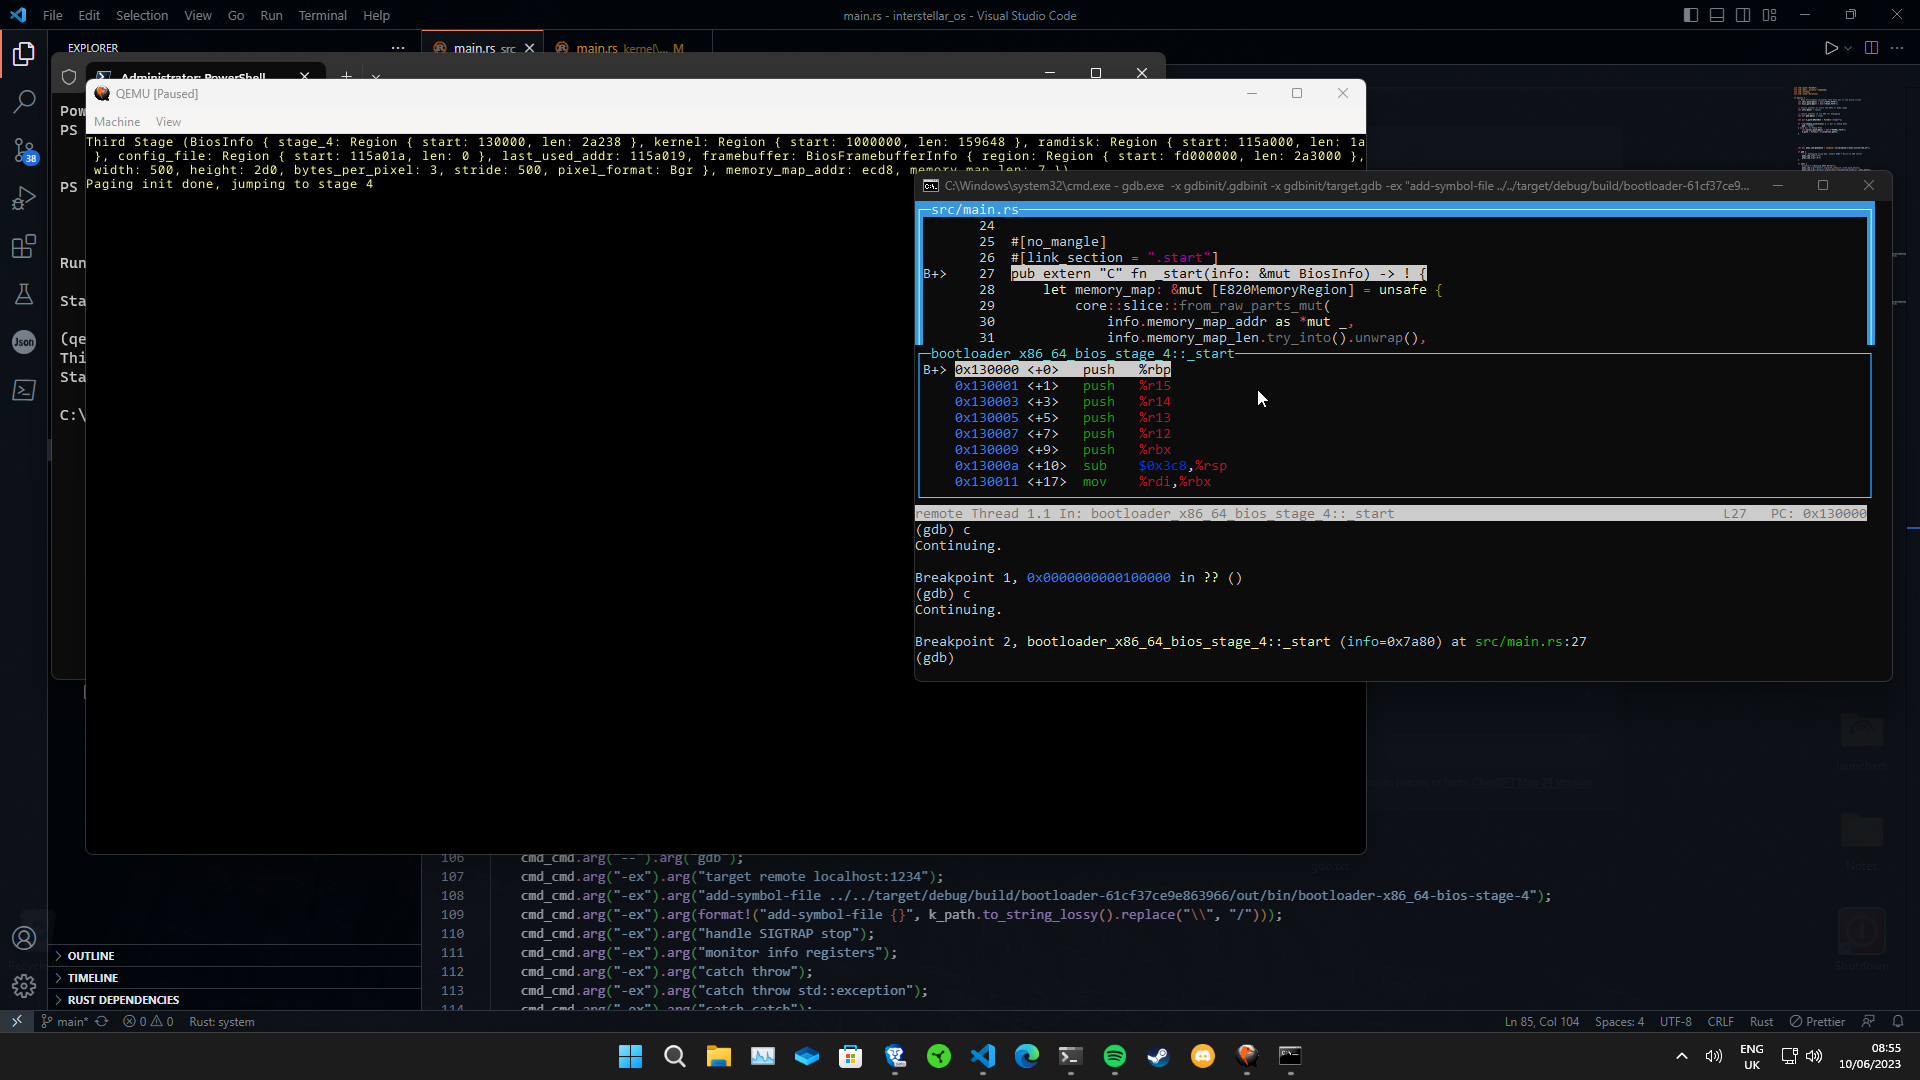 File Edit Selection View Go Run Terminal Help
main.rs - interstellar_os - Visual Studio Code
EXPLORER
main.rs src
main.rs kernel\... M
Administrator: PowerShell
Pow
PS
PS
Run
Sta
(qe
Thi
Sta
C:\
38
Json
QEMU [Paused]
Machine View
Third Stage (BiosInfo { stage_4: Region { start: 130000, len: 2a238 }, kernel: Region { start: 1000000, len: 159648 }, ramdisk: Region { start: 115a000, len: 1a
}, config_file: Region { start: 115a01a, len: 0 }, last_used_addr: 115a019, framebuffer: BiosFramebufferInfo { region: Region { start: fd000000, len: 2a3000 },
width: 500, height: 2d0, bytes_per_pixel: 3, stride: 500, pixel_format: Bgr }, memory_map_addr: ecd8, memory_map_len: 7 })
Paging init done, jumping to stage 4
C:\Windows\system32\cmd.exe - gdb.exe -x gdbinit/.gdbinit -x gdbinit/target.gdb -ex "add-symbol-file ../../target/debug/build/bootloader-61cf37ce9...
src/main.rs
24
25 #[no_mangle]
26 #[link_section = ".start"]
B+> 27 pub extern "C" fn _start(info: &mut BiosInfo) -> ! {
28 let memory_map: &mut [E820MemoryRegion] = unsafe {
29 core::slice::from_raw_parts_mut(
30 info.memory_map_addr as *mut _,
31 info.memory_map_len.try_into().unwrap(),
bootloader_x86_64_bios_stage_4::_start
B+> 0x130000 <+0> push %rbp
0x130001 <+1> push %r15
0x130003 <+3> push %r14
0x130005 <+5> push %r13
0x130007 <+7> push %r12
0x130009 <+9> push %rbx
0x13000a <+10> sub $0x3c8,%rsp
0x130011 <+17> mov %rdi,%rbx
remote Thread 1.1 In: bootloader_x86_64_bios_stage_4::_start L27 PC: 0x130000
(gdb) c
Continuing.
Breakpoint 1, 0x0000000000100000 in ?? ()
(gdb) c
Continuing.
Breakpoint 2, bootloader_x86_64_bios_stage_4::_start (info=0x7a80) at src/main.rs:27
(gdb)
106 cmd_cmd.arg("--").arg("gdb");
107 cmd_cmd.arg("-ex").arg("target remote localhost:1234");
108 cmd_cmd.arg("-ex").arg("add-symbol-file ../../target/debug/build/bootloader-61cf37ce9e863966/out/bin/bootloader-x86_64-bios-stage-4");
109 cmd_cmd.arg("-ex").arg(format!("add-symbol-file {}", k_path.to_string_lossy().replace("\\", "/")));
110 cmd_cmd.arg("-ex").arg("handle SIGTRAP stop");
111 cmd_cmd.arg("-ex").arg("monitor info registers");
112 cmd_cmd.arg("-ex").arg("catch throw");
113 cmd_cmd.arg("-ex").arg("catch throw std::exception");
114 cmd_cmd.arg("-ex").arg("catch catch");
OUTLINE
TIMELINE
RUST DEPENDENCIES
main* 0 0 Rust: system
Ln 85, Col 104 Spaces: 4 UTF-8 CRLF Rust Prettier
ENG
UK
08:55
10/06/2023